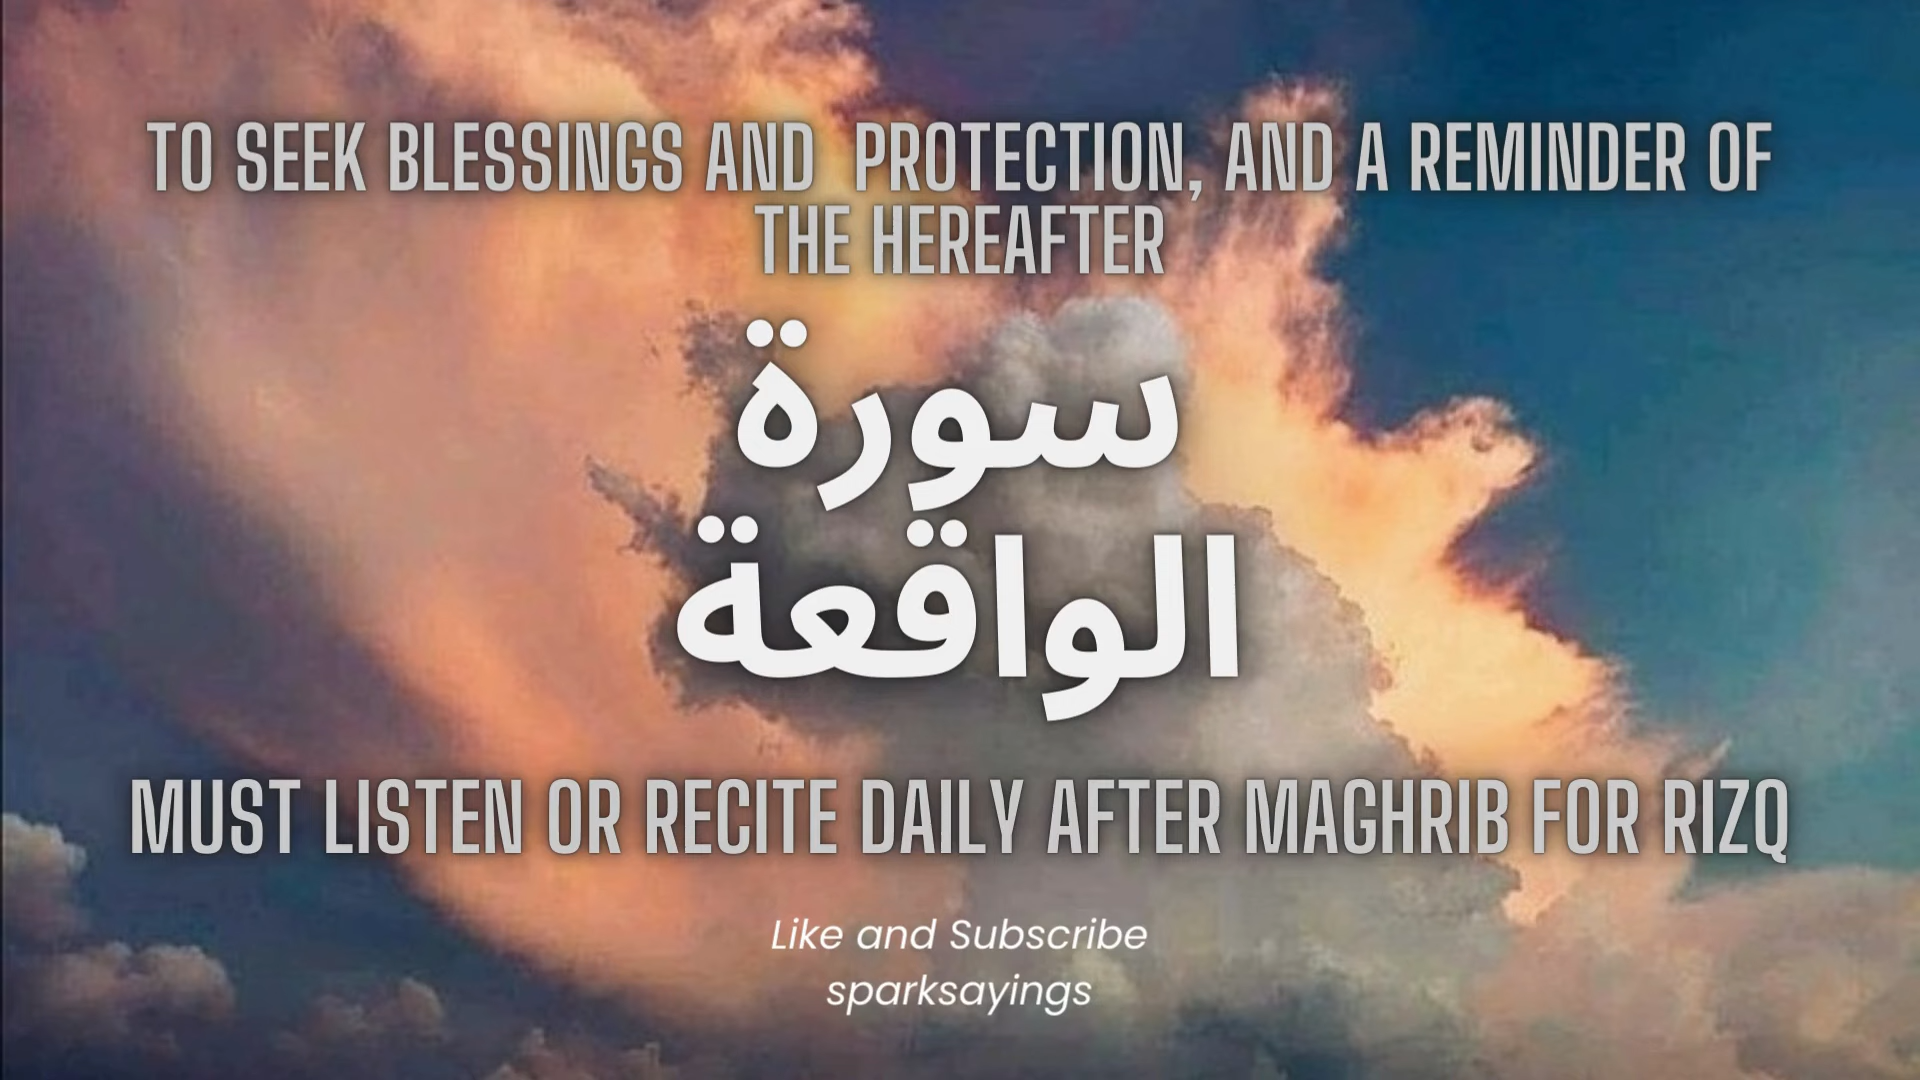 TO SEEK BLESSINGS AND PROTECTION, AND A REMINDER OF
THE HEREAFTER
سورة
الواقعة
MUST LISTEN OR RECITE DAILY AFTER MAGHRIB FOR RIZQ
Like and Subscribe
sparksayings